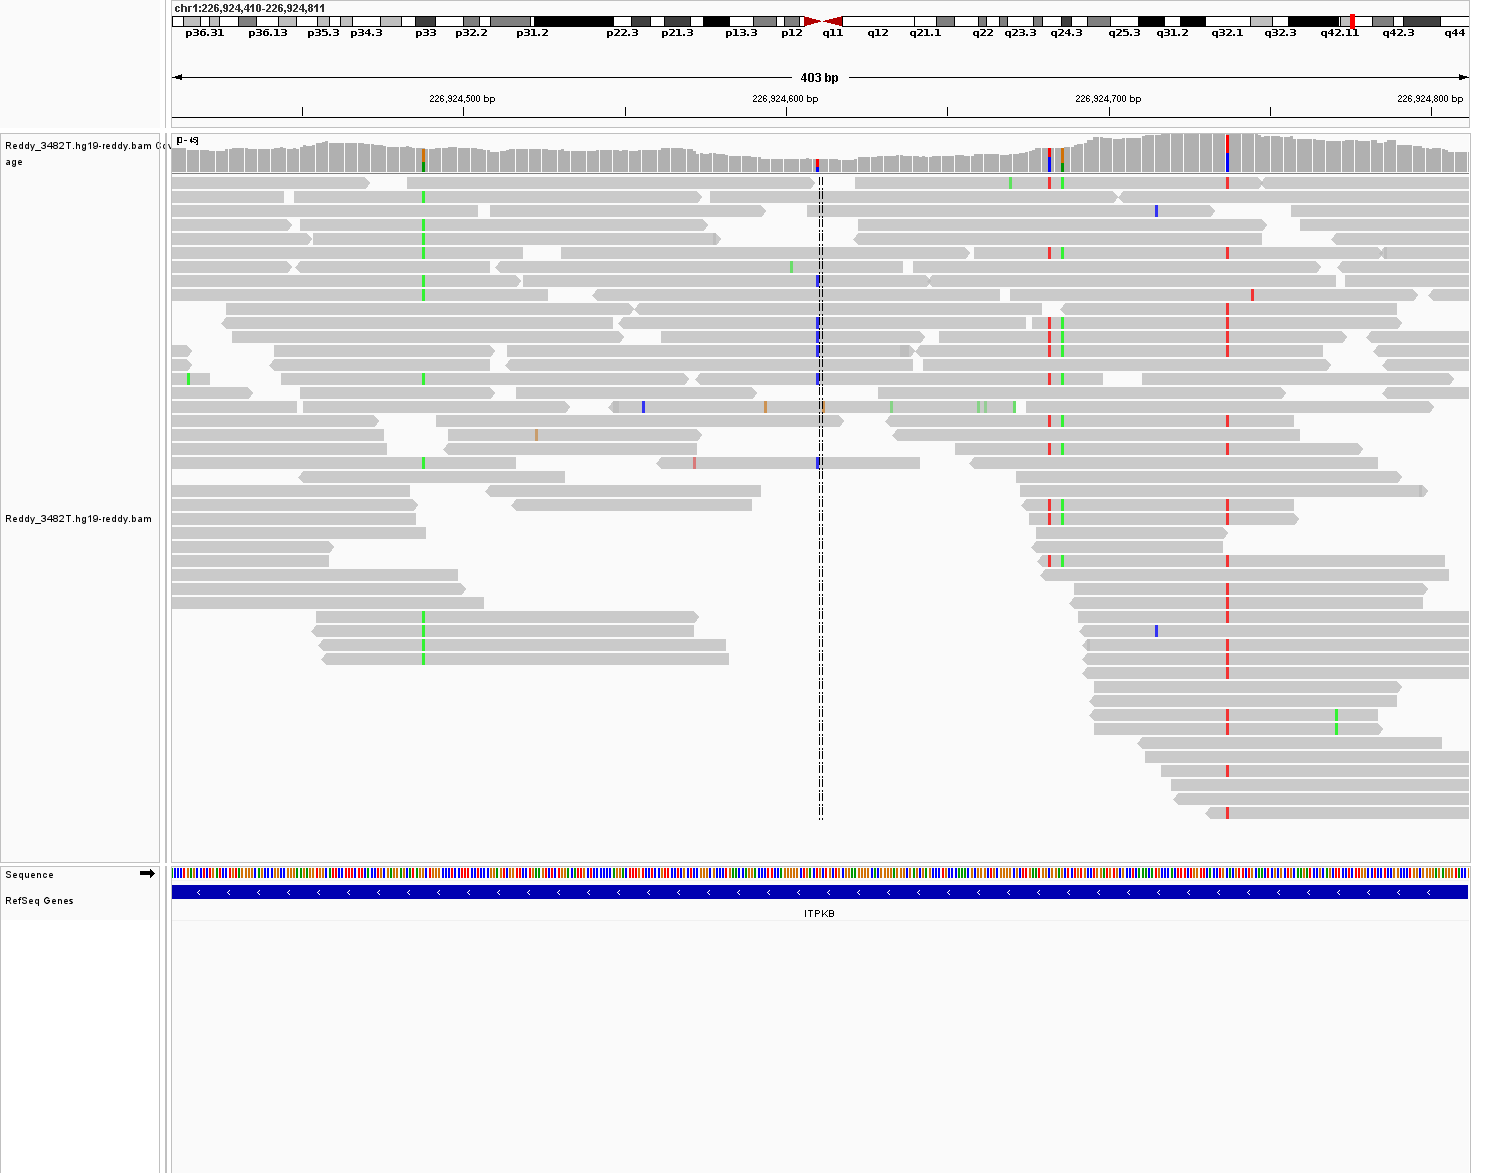 chr1:226,924,410-226,924,811
p36.31 p36.13 p35.3 p34.3 p33 p32.2 p31.2 p22.3 p21.3 p13.3 p12 q11 q12 q21.1 q22 q23.3 q24.3 q25.3 q31.2 q32.1 q32.3 q42.11 q42.3 q44
403 bp
226,924,500 bp 226,924,600 bp 226,924,700 bp 226,924,800 bp
Reddy_3482T.hg19-reddy.bam Cov
age
Reddy_3482T.hg19-reddy.bam
Sequence
RefSeq Genes
ITPKB